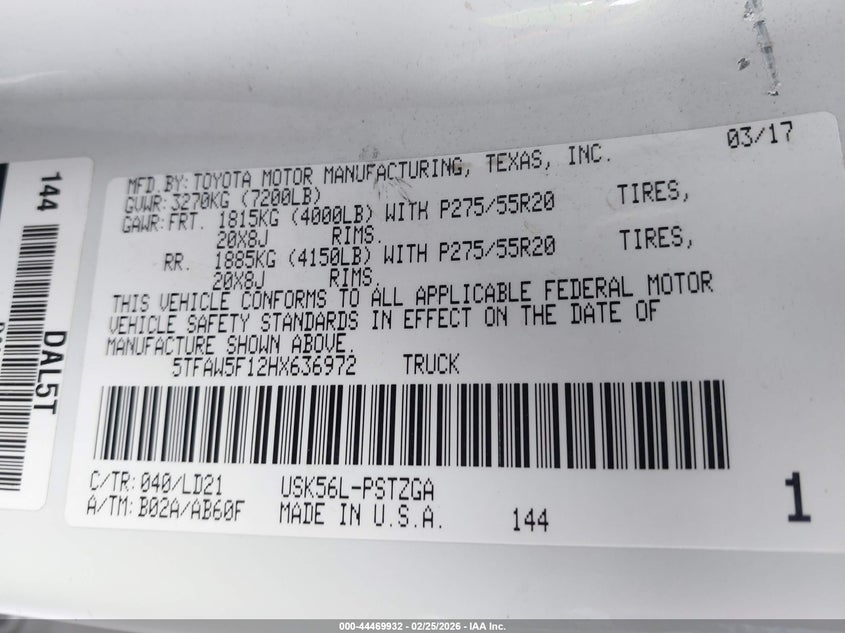 144
DAL5T
03/17
MFD.BY: TOYOTA MOTOR MANUFACTURING, TEXAS, INC.
GVWR: 3270KG (7200LB)
GAWR: FRT. 1815KG (4000LB) WITH P275/55R20 TIRES,
20X8J RIMS.
RR. 1885KG (4150LB) WITH P275/55R20 TIRES,
20X8J RIMS.
THIS VEHICLE CONFORMS TO ALL APPLICABLE FEDERAL MOTOR
VEHICLE SAFETY STANDARDS IN EFFECT ON THE DATE OF
MANUFACTURE SHOWN ABOVE.
5TFAW5F12HX636972 TRUCK
C/TR: 040/LD21 USK56L-PSTZGA
A/TM: B02A/AB60F MADE IN U.S.A. 144
1
000-44469932 - 02/25/2026 - IAA Inc.